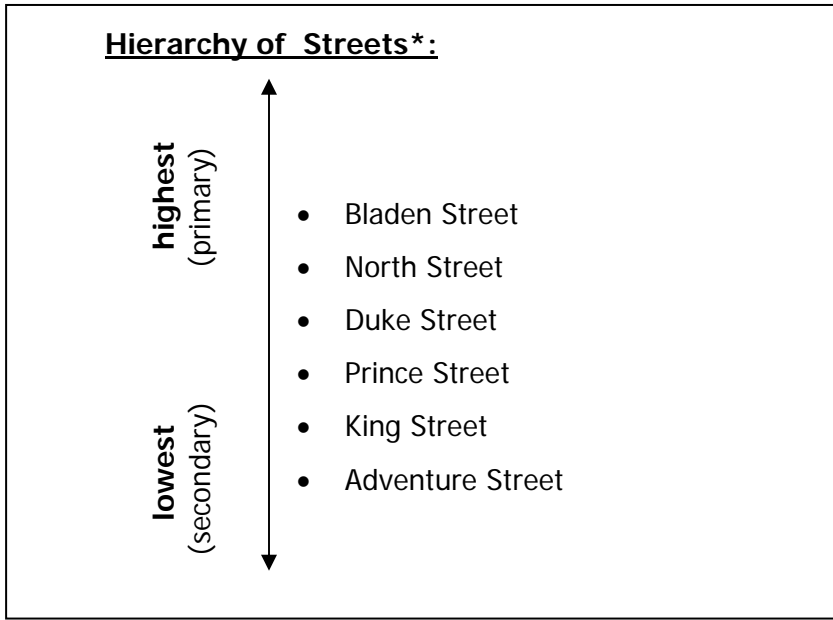 Hierarchy of Streets*:
highest
(primary)
• Bladen Street
• North Street
• Duke Street
• Prince Street
• King Street
• Adventure Street
lowest
(secondary)